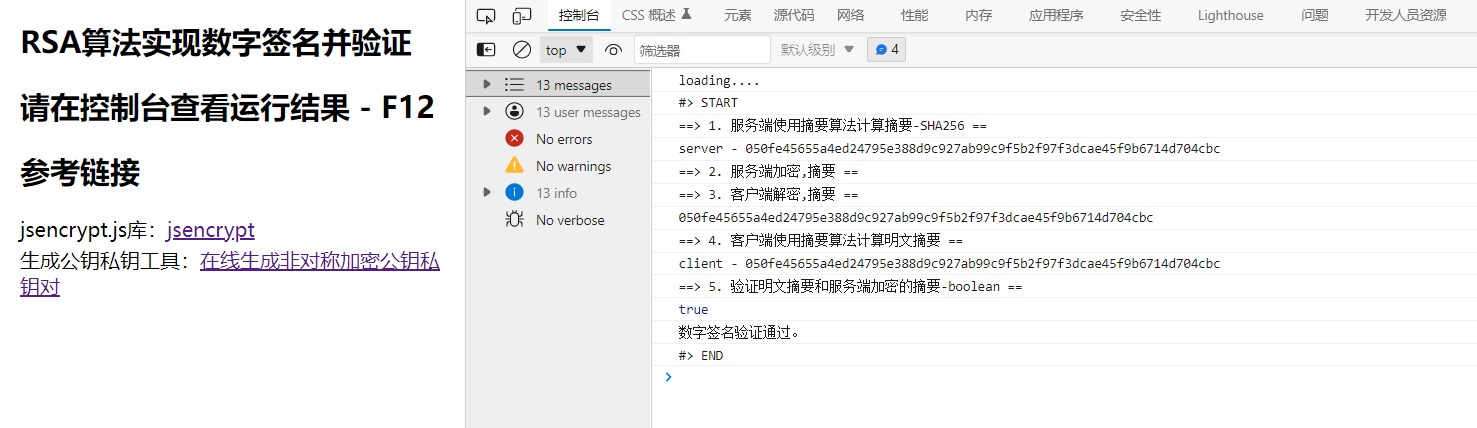 RSA算法实现数字签名并验证
请在控制台查看运行结果 - F12
参考链接
jsencrypt.js库：jsencrypt
生成公钥私钥工具：在线生成非对称加密公钥私
钥对
控制台 CSS 概述 元素 源代码 网络 性能 内存 应用程序 安全性 Lighthouse 问题 开发人员资源
top 筛选器 默认级别 4
13 messages
13 user messages
No errors
No warnings
13 info
No verbose
loading....
#> START
==> 1. 服务端使用摘要算法计算摘要-SHA256 ==
server - 050fe45655a4ed24795e388d9c927ab99c9f5b2f97f3dcae45f9b6714d704cbc
==> 2. 服务端加密,摘要 ==
==> 3. 客户端解密,摘要 ==
050fe45655a4ed24795e388d9c927ab99c9f5b2f97f3dcae45f9b6714d704cbc
==> 4. 客户端使用摘要算法计算明文摘要 ==
client - 050fe45655a4ed24795e388d9c927ab99c9f5b2f97f3dcae45f9b6714d704cbc
==> 5. 验证明文摘要和服务端加密的摘要-boolean ==
true
数字签名验证通过。
#> END